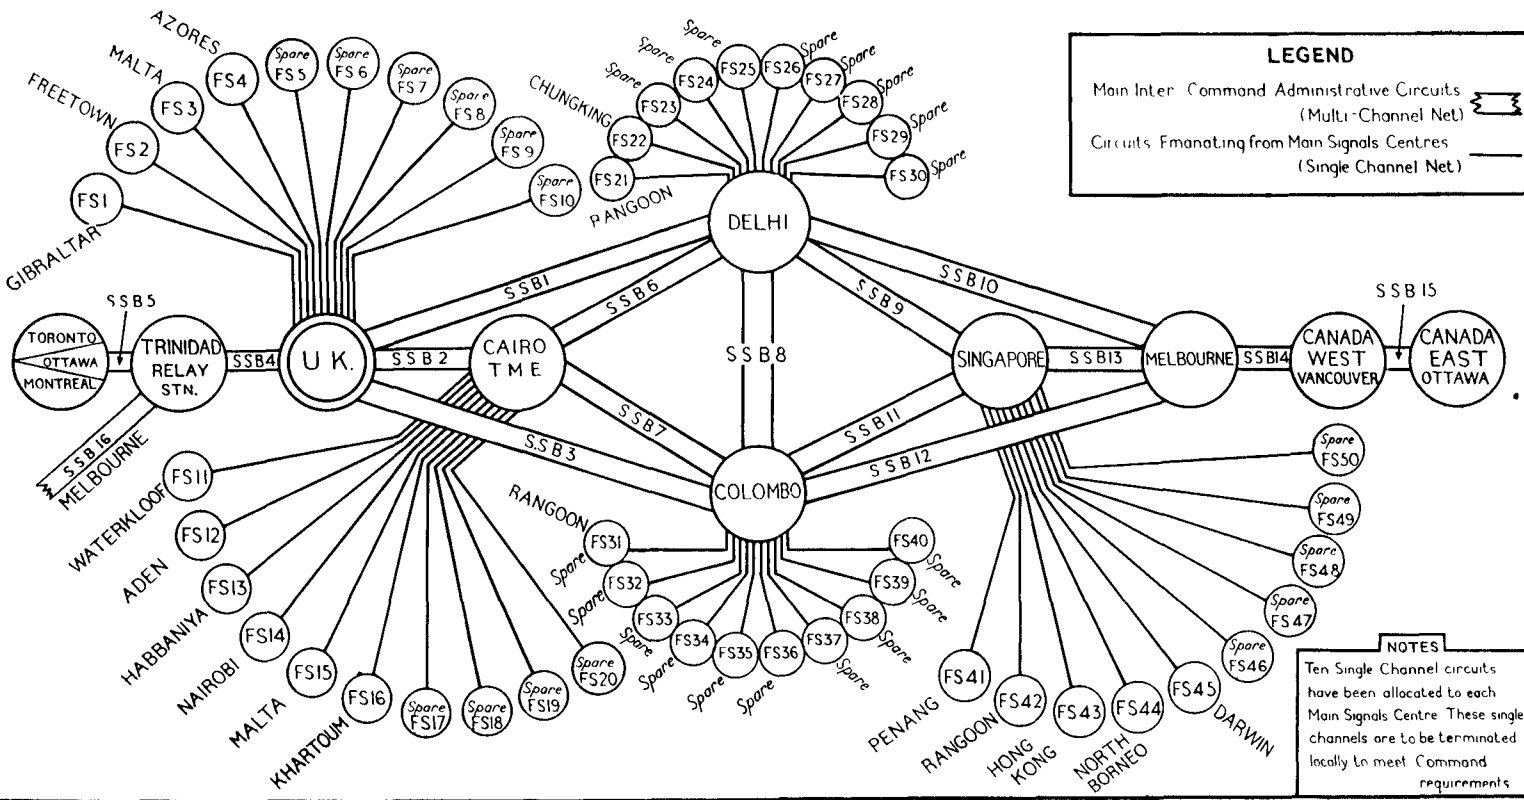 AZORES
MALTA
FREETOWN
GIBRALTAR
FS1
FS2
FS3
FS4
Spare
FS5
Spare
FS6
Spare
FS7
Spare
FS8
Spare
FS9
Spare
FS10
CHUNGKING
RANGOON
FS21
FS22
Spare
FS23
Spare
FS24
Spare
FS25
Spare
FS26
Spare
FS27
Spare
FS28
Spare
FS29
Spare
FS30
LEGEND
Main Inter Command Administrative Circuits
(Multi-Channel Net)
Circuits Emanating from Main Signals Centres
(Single Channel Net)
DELHI
SSB1
SSB6
SSB9
SSB10
SSB5
SSB15
TORONTO
OTTAWA
MONTREAL
TRINIDAD
RELAY
STN.
SSB4
U.K.
SSB2
CAIRO
TME
SSB8
SINGAPORE
SSB13
MELBOURNE
SSB14
CANADA
WEST
VANCOUVER
CANADA
EAST
OTTAWA
SSB16
MELBOURNE
SSB3
SSB7
SSB11
SSB12
COLOMBO
WATERKLOOF
FS11
ADEN
FS12
HABBANIYA
FS13
NAIROBI
FS14
MALTA
FS15
KHARTOUM
FS16
Spare
FS17
Spare
FS18
Spare
FS19
Spare
FS20
RANGOON
FS31
Spare
FS32
Spare
FS33
Spare
FS34
Spare
FS35
Spare
FS36
Spare
FS37
Spare
FS38
Spare
FS39
Spare
FS40
Spare
FS50
Spare
FS49
Spare
FS48
Spare
FS47
Spare
FS46
FS41
PENANG
FS42
RANGOON
FS43
HONG
KONG
FS44
NORTH
BORNEO
FS45
DARWIN
NOTES
Ten Single Channel circuits
have been allocated to each
Main Signals Centre These single
channels are to be terminated
locally to meet Command
requirements